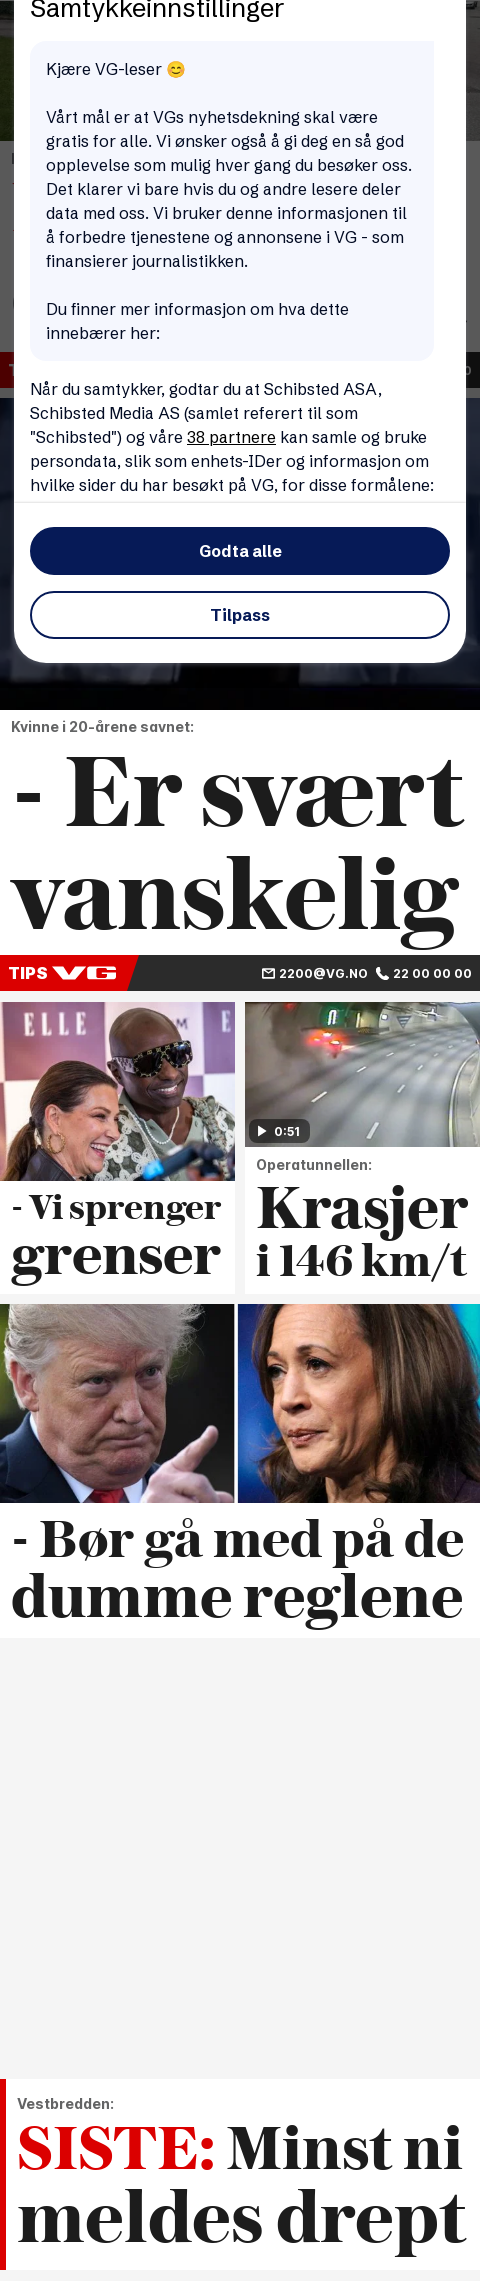 Samtykkeinnstillinger
Kjære VG-leser 😊
Vårt mål er at VGs nyhetsdekning skal være
gratis for alle. Vi ønsker også å gi deg en så god
opplevelse som mulig hver gang du besøker oss.
Det klarer vi bare hvis du og andre lesere deler
data med oss. Vi bruker denne informasjonen til
å forbedre tjenestene og annonsene i VG - som
finansierer journalistikken.
Du finner mer informasjon om hva dette
innebærer her:
Når du samtykker, godtar du at Schibsted ASA,
Schibsted Media AS (samlet referert til som
"Schibsted") og våre 38 partnere kan samle og bruke
persondata, slik som enhets-IDer og informasjon om
hvilke sider du har besøkt på VG, for disse formålene:
Godta alle
Tilpass
Kvinne i 20-årene savnet:
- Er svært
vanskelig
TIPS VG 2200@VG.NO 22 00 00 00
ELLE
- Vi sprenger
grenser
0:51
Operatunnellen:
Krasjer
i 146 km/t
- Bør gå med på de
dumme reglene
Vestbredden:
SISTE: Minst ni
meldes drept